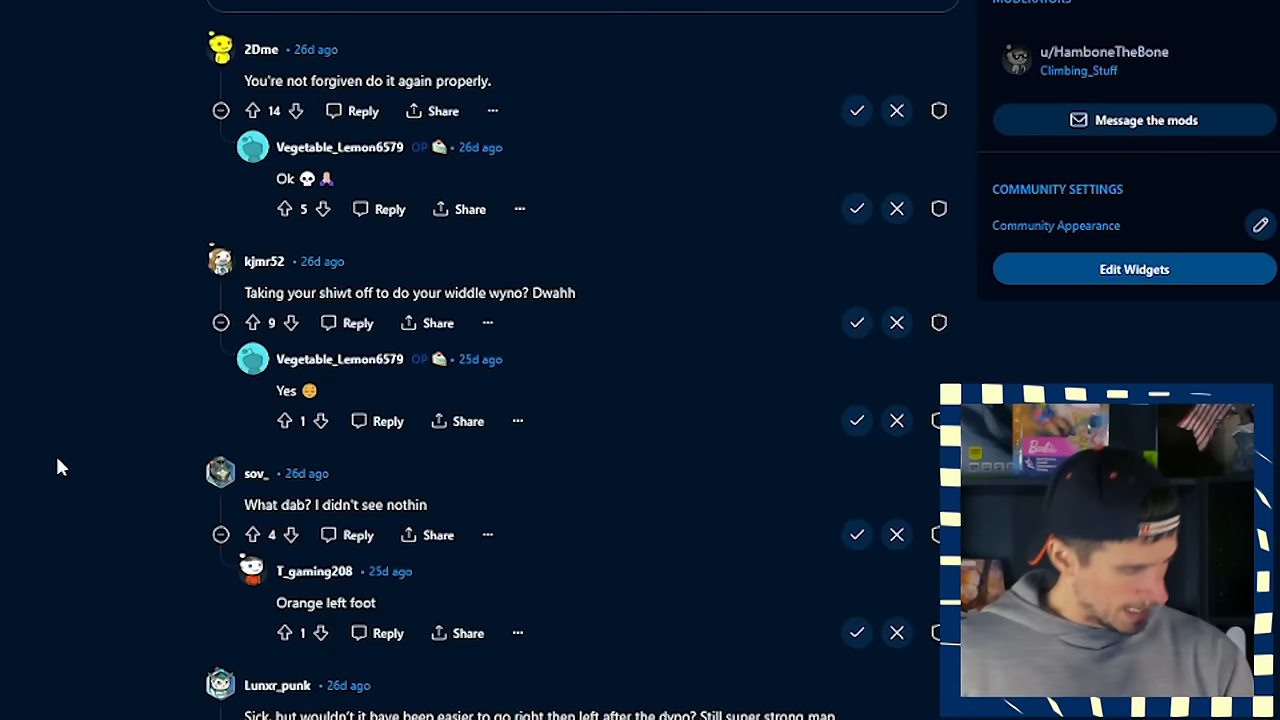 MODERATORS
2Dme • 26d ago
You're not forgiven do it again properly.
14 Reply Share ...
Vegetable_Lemon6579 OP • 26d ago
Ok 💀🙏
5 Reply Share ...
kjmr52 • 26d ago
Taking your shiwt off to do your widdle wyno? Dwahh
9 Reply Share ...
Vegetable_Lemon6579 OP • 25d ago
Yes
1 Reply Share ...
sov_ • 26d ago
What dab? I didn't see nothin
4 Reply Share ...
T_gaming208 • 25d ago
Orange left foot
1 Reply Share ...
Lunxr_punk • 26d ago
Sick, but wouldn't it have been easier to go right then left after the dyno? Still super strong man
u/HamboneTheBone
Climbing_Stuff
Message the mods
COMMUNITY SETTINGS
Community Appearance
Edit Widgets
Barbie